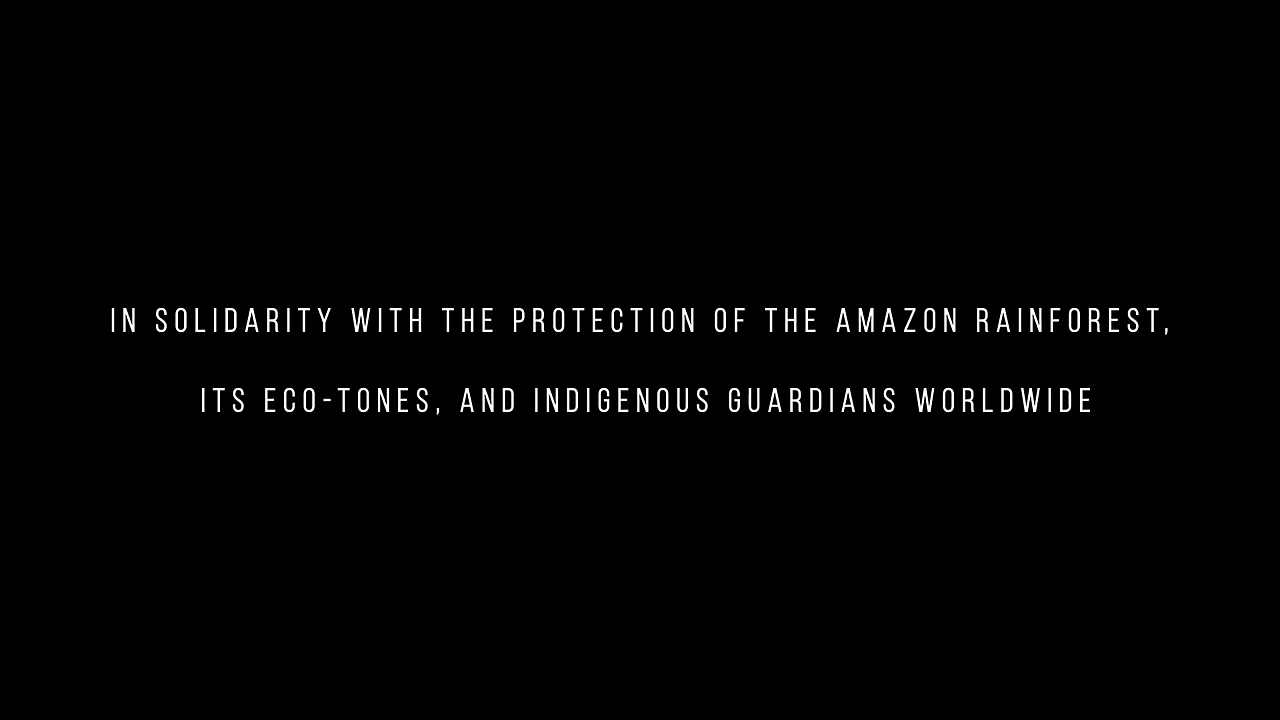 IN SOLIDARITY WITH THE PROTECTION OF THE AMAZON RAINFOREST,
ITS ECO-TONES, AND INDIGENOUS GUARDIANS WORLDWIDE